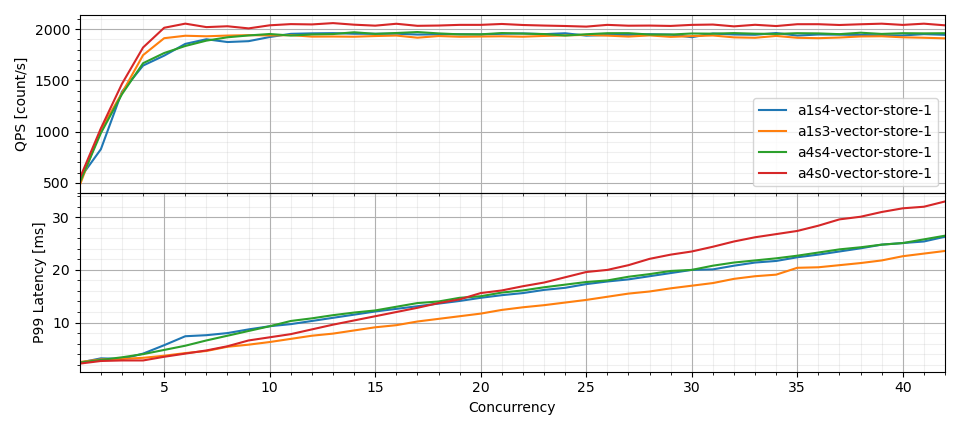 QPS [count/s]
2000
1500
1000
500
a1s4-vector-store-1
a1s3-vector-store-1
a4s4-vector-store-1
a4s0-vector-store-1
P99 Latency [ms]
30
20
10
5 10 15 20 25 30 35 40
Concurrency